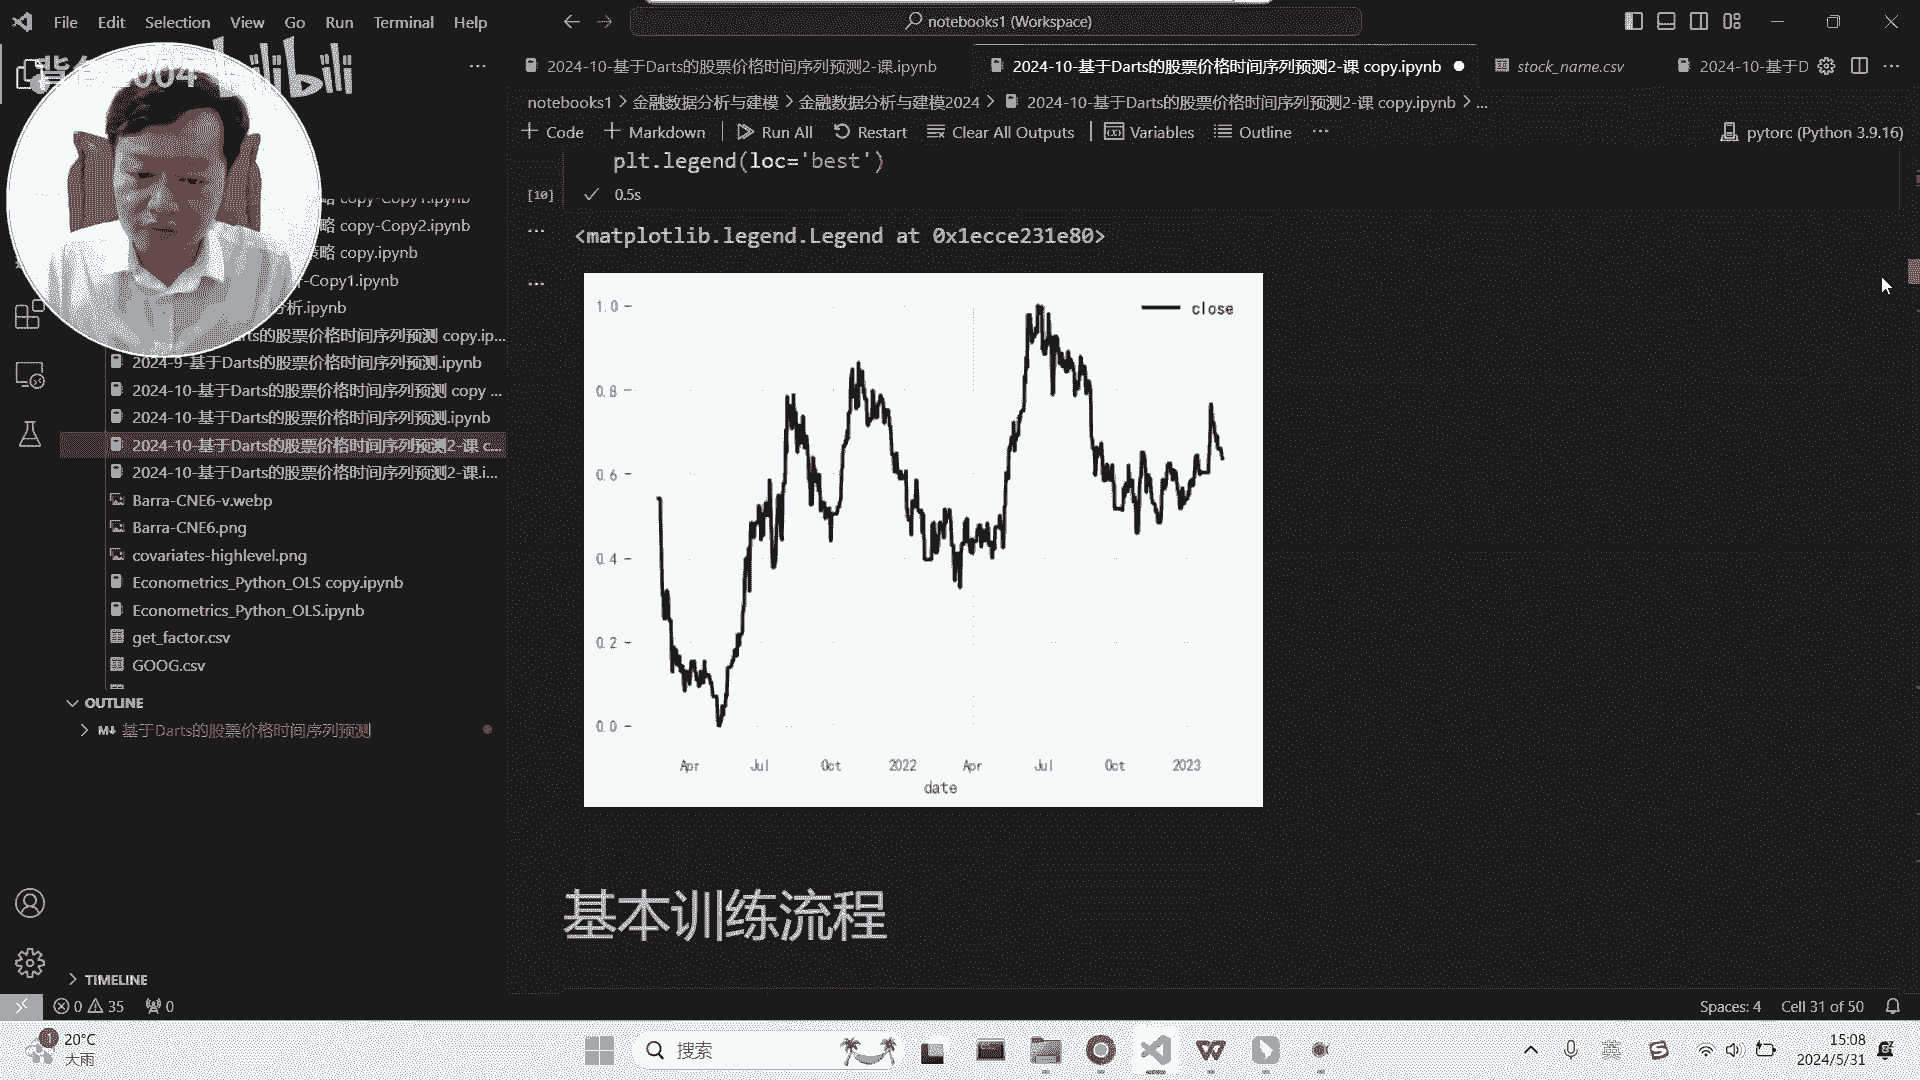 File Edit Selection View Go Run Terminal Help
notebooks1 (Workspace)
bilibili
2024-10-基于Darts的股票价格时间序列预测2-课.ipynb
2024-10-基于Darts的股票价格时间序列预测2-课 copy.ipynb
stock_name.csv
2024-10-基于D
notebooks1 > 金融数据分析与建模 > 金融数据分析与建模2024 > 2024-10-基于Darts的股票价格时间序列预测2-课 copy.ipynb > ...
Code Markdown Run All Restart Clear All Outputs Variables Outline ...
pytorc (Python 3.9.16)
plt.legend(loc='best')
[10] 0.5s
<matplotlib.legend.Legend at 0x1ecce231e80>
略 copy-Copy1.ipynb
略 copy-Copy2.ipynb
略 copy.ipynb
-Copy1.ipynb
析.ipynb
arts的股票价格时间序列预测 copy.ip...
2024-9-基于Darts的股票价格时间序列预测.ipynb
2024-10-基于Darts的股票价格时间序列预测 copy ...
2024-10-基于Darts的股票价格时间序列预测.ipynb
2024-10-基于Darts的股票价格时间序列预测2-课 c...
2024-10-基于Darts的股票价格时间序列预测2-课.i...
Barra-CNE6-v.webp
Barra-CNE6.png
covariates-highlevel.png
Econometrics_Python_OLS copy.ipynb
Econometrics_Python_OLS.ipynb
get_factor.csv
GOOG.csv
OUTLINE
M↓ 基于Darts的股票价格时间序列预测
TIMELINE
close
1.0
0.8
0.6
0.4
0.2
0.0
Apr Jul Oct 2022 Apr Jul Oct 2023
date
基本训练流程
0 35 0
Spaces: 4 Cell 31 of 50
1
20°C
大雨
搜索
英
15:08
2024/5/31